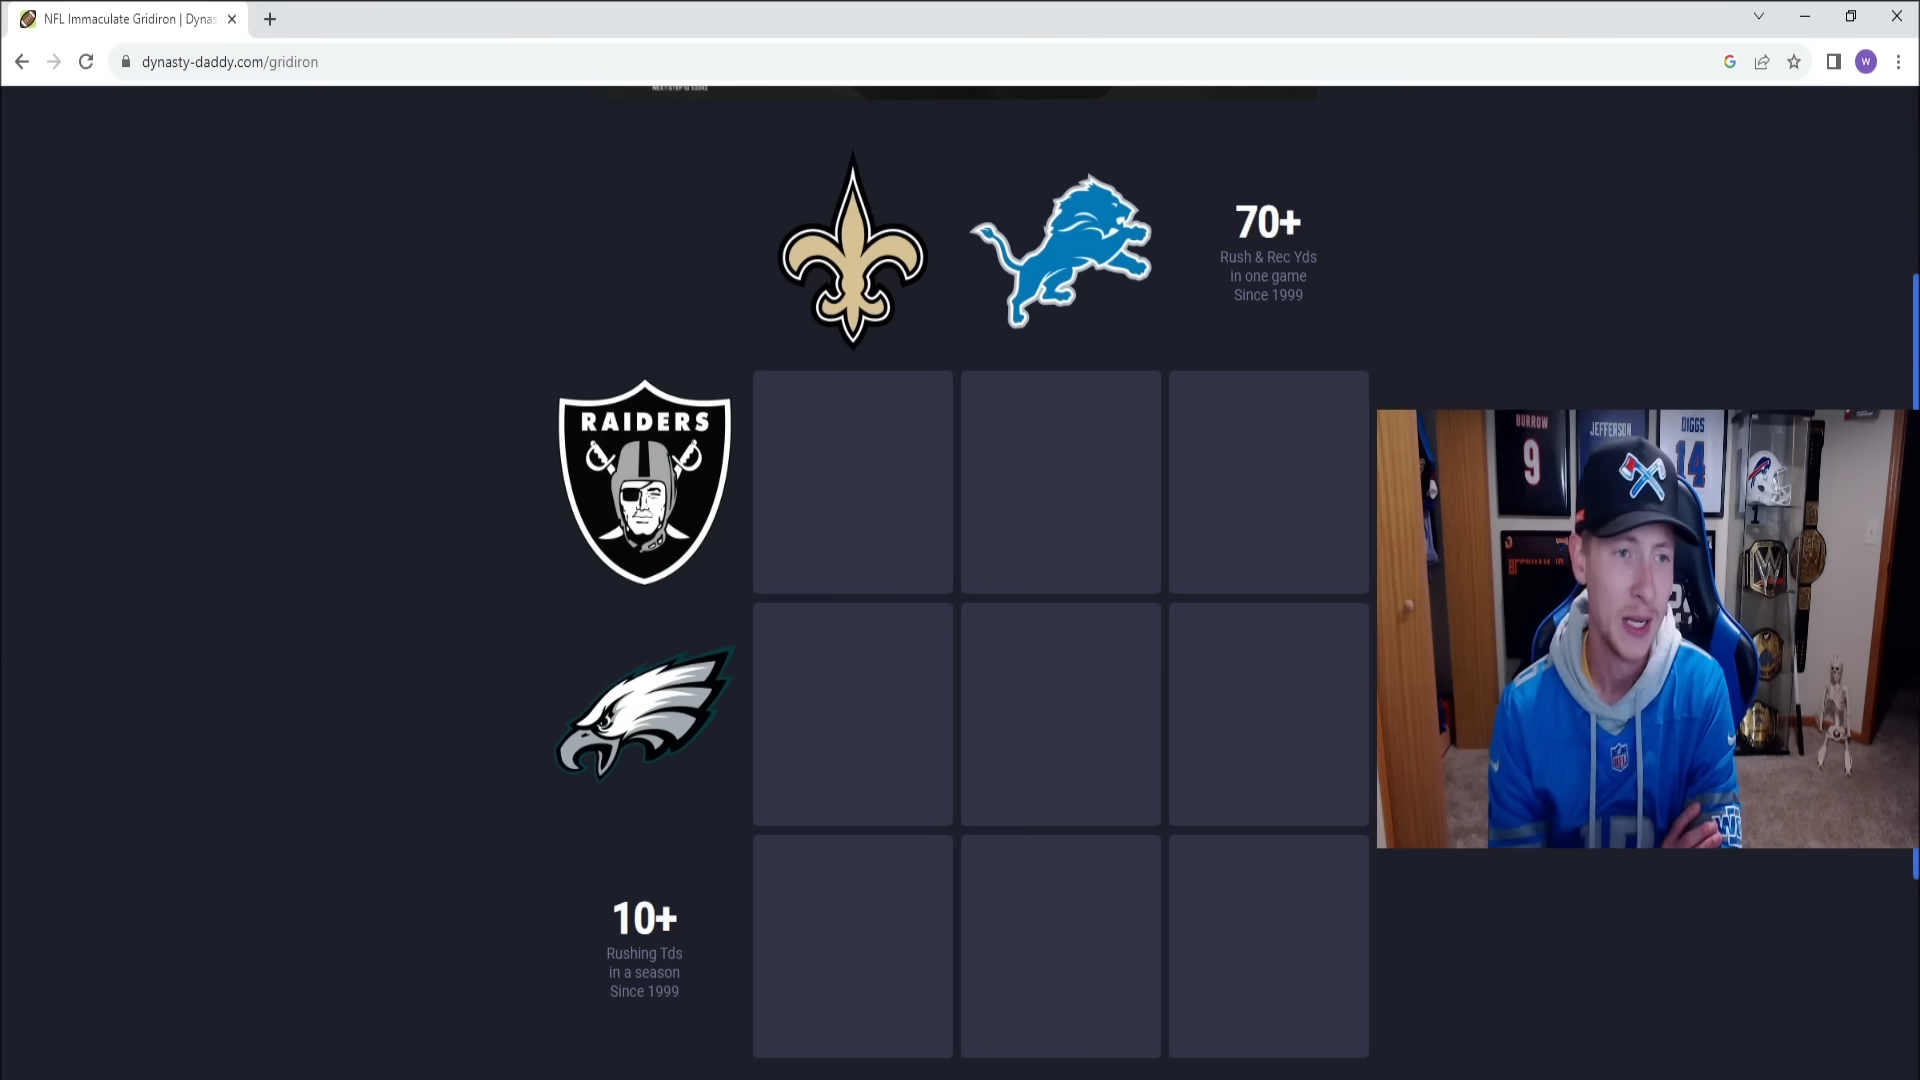 NFL Immaculate Gridiron | Dynas
dynasty-daddy.com/gridiron
W
70+
Rush & Rec Yds
in one game
Since 1999
RAIDERS
10+
Rushing Tds
in a season
Since 1999
BURROW
9
JEFFERSON
DIGGS
14
NFL